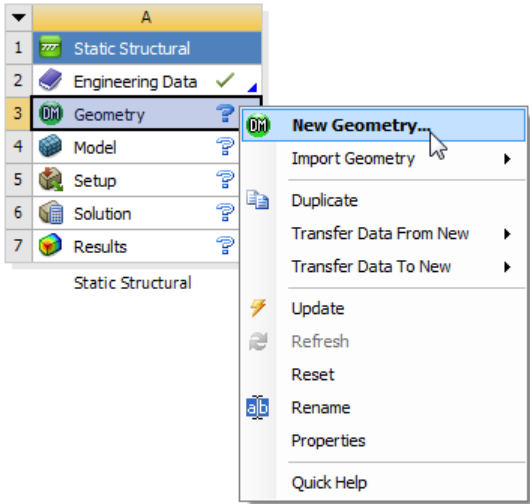 A
1 Static Structural
2 Engineering Data
3 DM Geometry ?
4 Model ?
5 Setup ?
6 Solution ?
7 Results ?
Static Structural
DM New Geometry...
Import Geometry
Duplicate
Transfer Data From New
Transfer Data To New
Update
Refresh
Reset
ab Rename
Properties
Quick Help